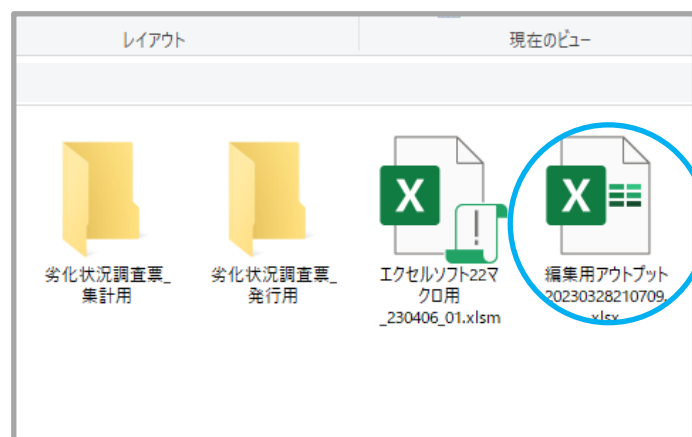 レイアウト
現在のビュー
劣化状況調査票_
集計用
劣化状況調査票_
発行用
エクセルソフト22マ
クロ用
_230406_01.xlsm
編集用アウトプット
20230328210709.
xlsx